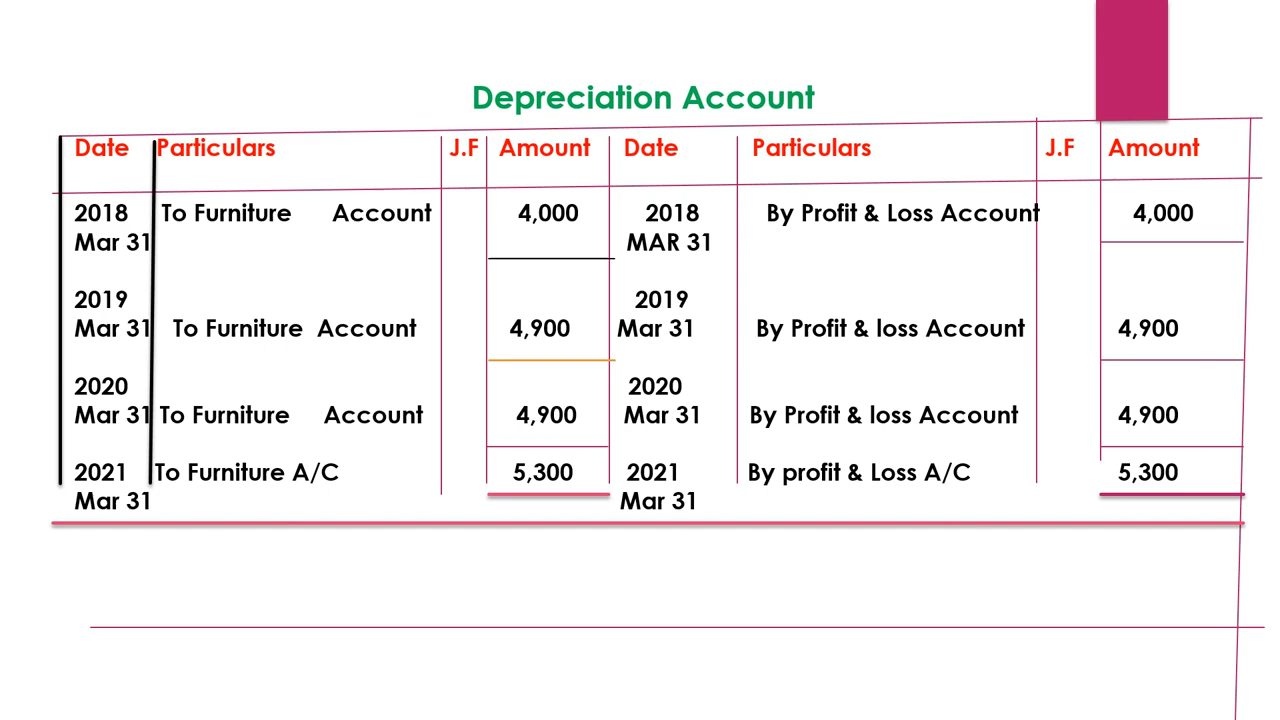 Depreciation Account
Date Particulars J.F Amount Date Particulars J.F Amount
2018 To Furniture Account 4,000 2018 By Profit & Loss Account 4,000
Mar 31 MAR 31
2019 2019
Mar 31 To Furniture Account 4,900 Mar 31 By Profit & loss Account 4,900
2020 2020
Mar 31 To Furniture Account 4,900 Mar 31 By Profit & loss Account 4,900
2021 To Furniture A/C 5,300 2021 By profit & Loss A/C 5,300
Mar 31 Mar 31